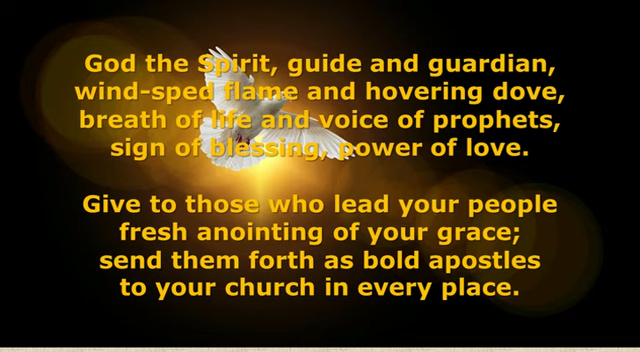 God the Spirit, guide and guardian,
wind-sped flame and hovering dove,
breath of life and voice of prophets,
sign of blessing, power of love.
Give to those who lead your people
fresh anointing of your grace;
send them forth as bold apostles
to your church in every place.